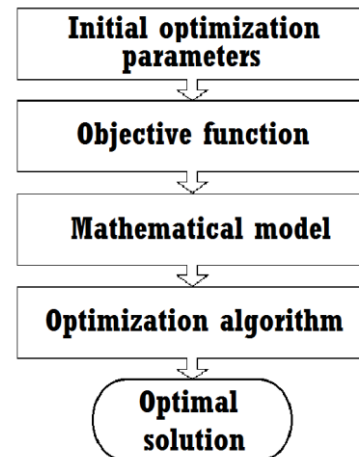 Initial optimization
parameters
Objective function
Mathematical model
Optimization algorithm
Optimal
solution